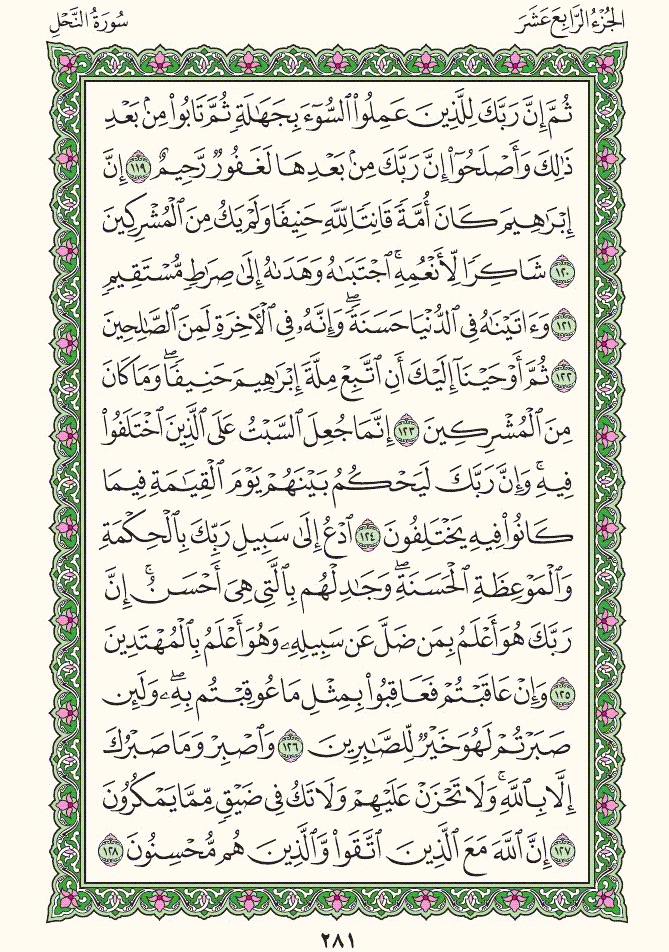 الجُزْءُ الرَّابِعَ عَشَرَ
سُورَةُ النَّحْلِ
ثُمَّ إِنَّ رَبَّكَ لِلَّذِينَ عَمِلُوا۟ ٱلسُّوٓءَ بِجَهَـٰلَةٍ ثُمَّ تَابُوا۟ مِنۢ بَعْدِ
ذَٰلِكَ وَأَصْلَحُوٓا۟ إِنَّ رَبَّكَ مِنۢ بَعْدِهَا لَغَفُورٌ رَّحِيمٌ ١١٩ إِنَّ
إِبْرَٰهِيمَ كَانَ أُمَّةً قَانِتًا لِّلَّهِ حَنِيفًا وَلَمْ يَكُ مِنَ ٱلْمُشْرِكِينَ
١٢٠ شَاكِرًا لِّأَنْعُمِهِ ۚ ٱجْتَبَىٰهُ وَهَدَىٰهُ إِلَىٰ صِرَٰطٍ مُّسْتَقِيمٍ
١٢١ وَءَاتَيْنَـٰهُ فِى ٱلدُّنْيَا حَسَنَةً ۖ وَإِنَّهُۥ فِى ٱلْـَٔاخِرَةِ لَمِنَ ٱلصَّـٰلِحِينَ
١٢٢ ثُمَّ أَوْحَيْنَآ إِلَيْكَ أَنِ ٱتَّبِعْ مِلَّةَ إِبْرَٰهِيمَ حَنِيفًا ۖ وَمَا كَانَ
مِنَ ٱلْمُشْرِكِينَ ١٢٣ إِنَّمَا جُعِلَ ٱلسَّبْتُ عَلَى ٱلَّذِينَ ٱخْتَلَفُوا۟
فِيهِ ۚ وَإِنَّ رَبَّكَ لَيَحْكُمُ بَيْنَهُمْ يَوْمَ ٱلْقِيَـٰمَةِ فِيمَا
كَانُوا۟ فِيهِ يَخْتَلِفُونَ ١٢٤ ٱدْعُ إِلَىٰ سَبِيلِ رَبِّكَ بِٱلْحِكْمَةِ
وَٱلْمَوْعِظَةِ ٱلْحَسَنَةِ ۖ وَجَـٰدِلْهُم بِٱلَّتِى هِىَ أَحْسَنُ ۚ إِنَّ
رَبَّكَ هُوَ أَعْلَمُ بِمَن ضَلَّ عَن سَبِيلِهِۦ وَهُوَ أَعْلَمُ بِٱلْمُهْتَدِينَ
١٢٥ وَإِنْ عَاقَبْتُمْ فَعَاقِبُوا۟ بِمِثْلِ مَا عُوقِبْتُم بِهِۦ ۖ وَلَئِن
صَبَرْتُمْ لَهُوَ خَيْرٌ لِّلصَّـٰبِرِينَ ١٢٦ وَٱصْبِرْ وَمَا صَبْرُكَ
إِلَّا بِٱللَّهِ ۚ وَلَا تَحْزَنْ عَلَيْهِمْ وَلَا تَكُ فِى ضَيْقٍ مِّمَّا يَمْكُرُونَ
١٢٧ إِنَّ ٱللَّهَ مَعَ ٱلَّذِينَ ٱتَّقَوا۟ وَّٱلَّذِينَ هُم مُّحْسِنُونَ ١٢٨
٢٨١